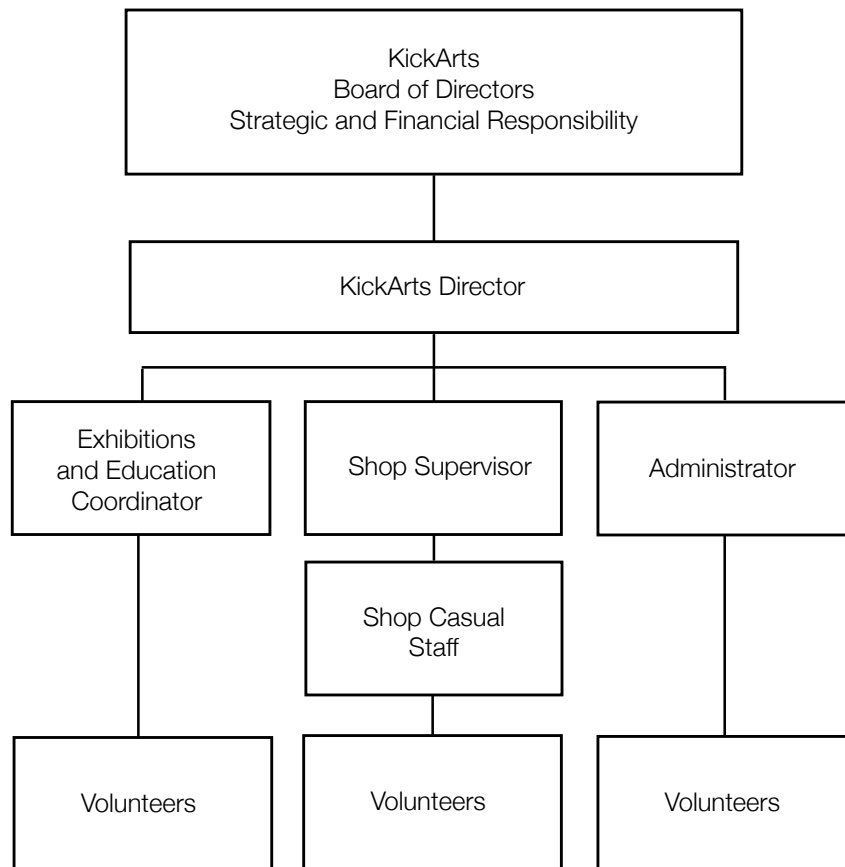 KickArts
Board of Directors
Strategic and Financial Responsibility
KickArts Director
Exhibitions
and Education
Coordinator
Shop Supervisor
Administrator
Shop Casual
Staff
Volunteers
Volunteers
Volunteers